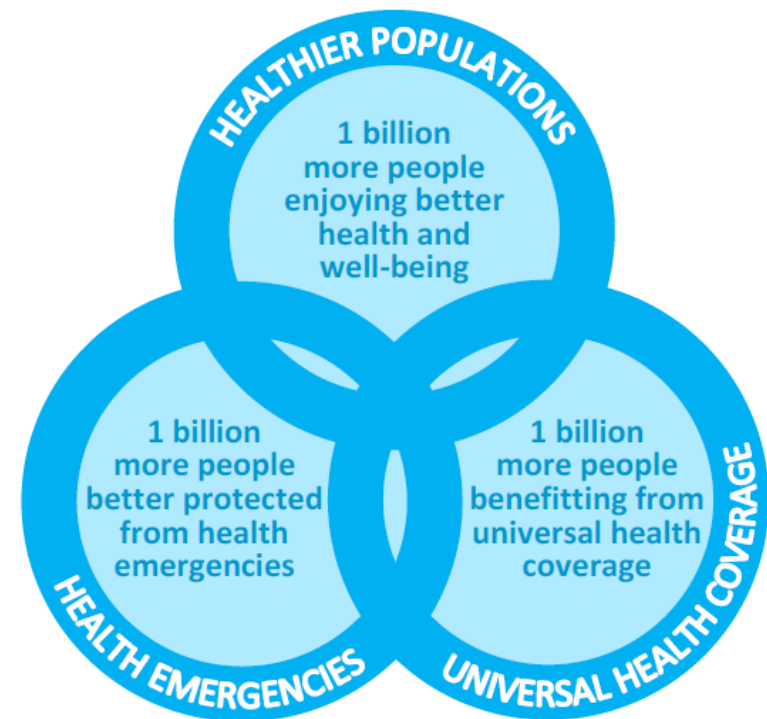 HEALTHIER POPULATIONS
1 billion
more people
enjoying better
health and
well-being
1 billion
more people
better protected
from health
emergencies
HEALTH EMERGENCIES
1 billion
more people
benefitting from
universal health
coverage
UNIVERSAL HEALTH COVERAGE